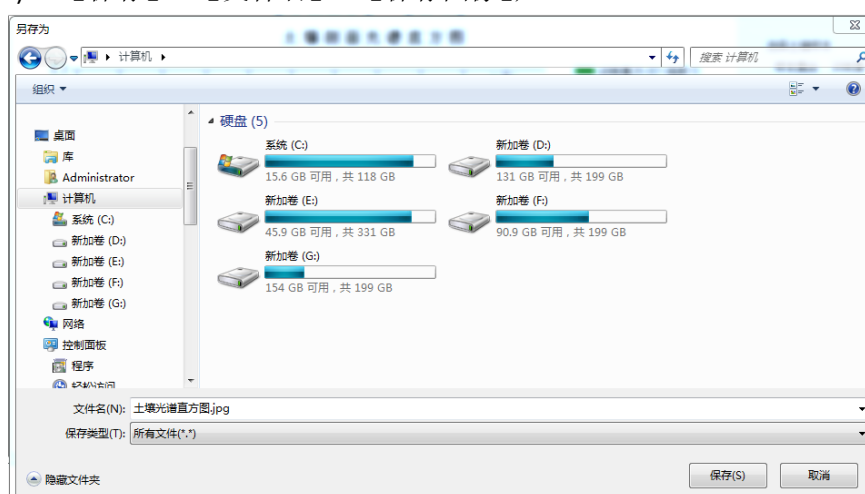 另存为
计算机
搜索 计算机
组织
硬盘 (5)
系统 (C:)
15.6 GB 可用，共 118 GB
新加卷 (D:)
131 GB 可用，共 199 GB
新加卷 (E:)
45.9 GB 可用，共 331 GB
新加卷 (F:)
90.9 GB 可用，共 199 GB
新加卷 (G:)
154 GB 可用，共 199 GB
桌面
库
Administrator
计算机
系统 (C:)
新加卷 (D:)
新加卷 (E:)
新加卷 (F:)
新加卷 (G:)
网络
控制面板
程序
轻松访问
文件名(N): 土壤光谱直方图.jpg
保存类型(T): 所有文件(*.*)
隐藏文件夹
保存(S)
取消